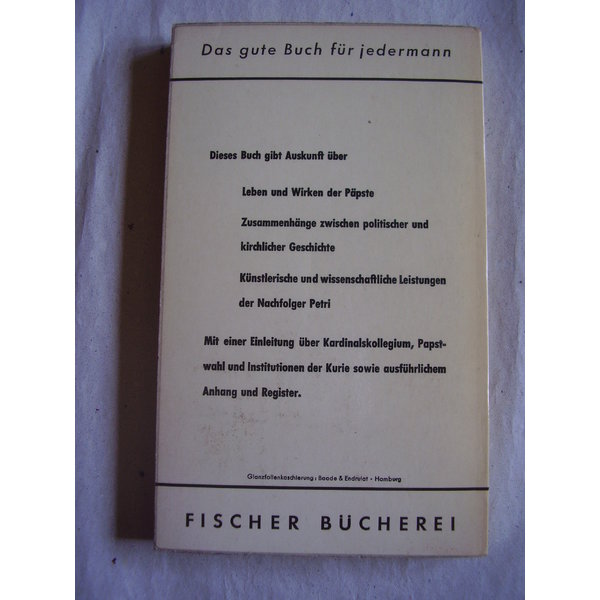 Das gute Buch für jedermann
Dieses Buch gibt Auskunft über
Leben und Wirken der Päpste
Zusammenhänge zwischen politischer und
kirchlicher Geschichte
Künstlerische und wissenschaftliche Leistungen
der Nachfolger Petri
Mit einer Einleitung über Kardinalskollegium, Papst-
wahl und Institutionen der Kurie sowie ausführlichem
Anhang und Register.
Glanzfolienkaschierung: Baade & Endrulat · Hamburg
FISCHER BÜCHEREI